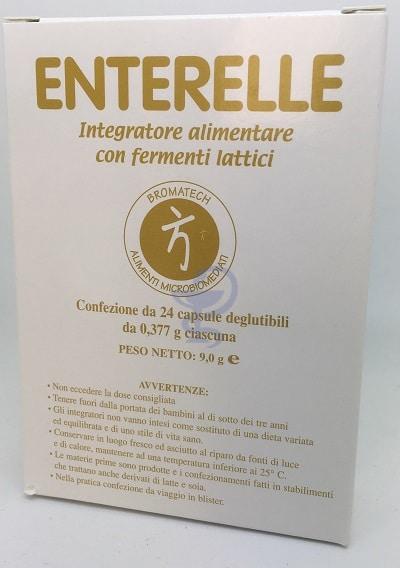 ENTERELLE
Integratore alimentare
con fermenti lattici
BROMATECH
方
ALIMENTI MICROBIOMEDIATI
Confezione da 24 capsule deglutibili
da 0,377 g ciascuna
PESO NETTO: 9,0 g e
AVVERTENZE:
• Non eccedere la dose consigliata
• Tenere fuori dalla portata dei bambini al di sotto dei tre anni
• Gli integratori non vanno intesi come sostituto di una dieta variata
ed equilibrata e di uno stile di vita sano.
• Conservare in luogo fresco ed asciutto al riparo da fonti di luce
e di calore, mantenere ad una temperatura inferiore ai 25° C.
• Le materie prime sono prodotte e i confezionamenti fatti in stabilimenti
che trattano anche derivati di latte e soia.
• Nella pratica confezione da viaggio in blister.